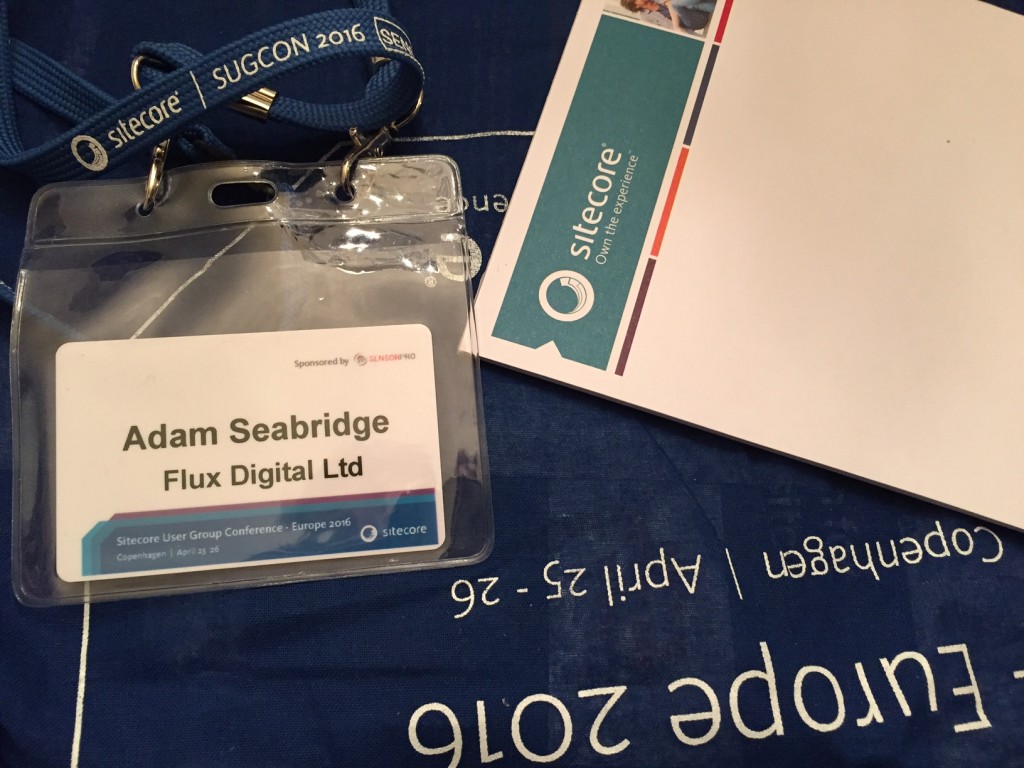 sitecore® | SUGCON 2016
sitecore®
Own the experience™
Sponsored by SENSORPRO
Adam Seabridge
Flux Digital Ltd
Sitecore User Group Conference - Europe 2016
Copenhagen | April 25 26
sitecore
Copenhagen | April 25 - 26
- Europe 2016